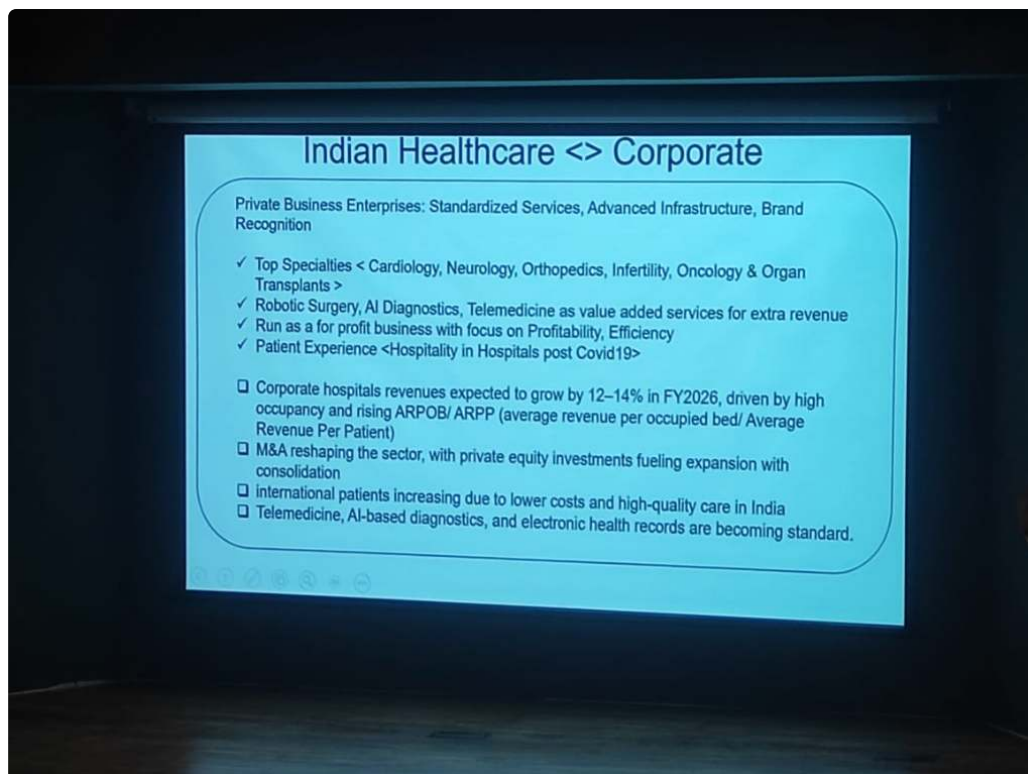 Indian Healthcare <> Corporate
Private Business Enterprises: Standardized Services, Advanced Infrastructure, Brand
Recognition
✓ Top Specialties < Cardiology, Neurology, Orthopedics, Infertility, Oncology & Organ
Transplants >
✓ Robotic Surgery, AI Diagnostics, Telemedicine as value added services for extra revenue
✓ Run as a for profit business with focus on Profitability, Efficiency
✓ Patient Experience <Hospitality in Hospitals post Covid19>
❑ Corporate hospitals revenues expected to grow by 12–14% in FY2026, driven by high
occupancy and rising ARPOB/ ARPP (average revenue per occupied bed/ Average
Revenue Per Patient)
❑ M&A reshaping the sector, with private equity investments fueling expansion with
consolidation
❑ international patients increasing due to lower costs and high-quality care in India
❑ Telemedicine, AI-based diagnostics, and electronic health records are becoming standard.